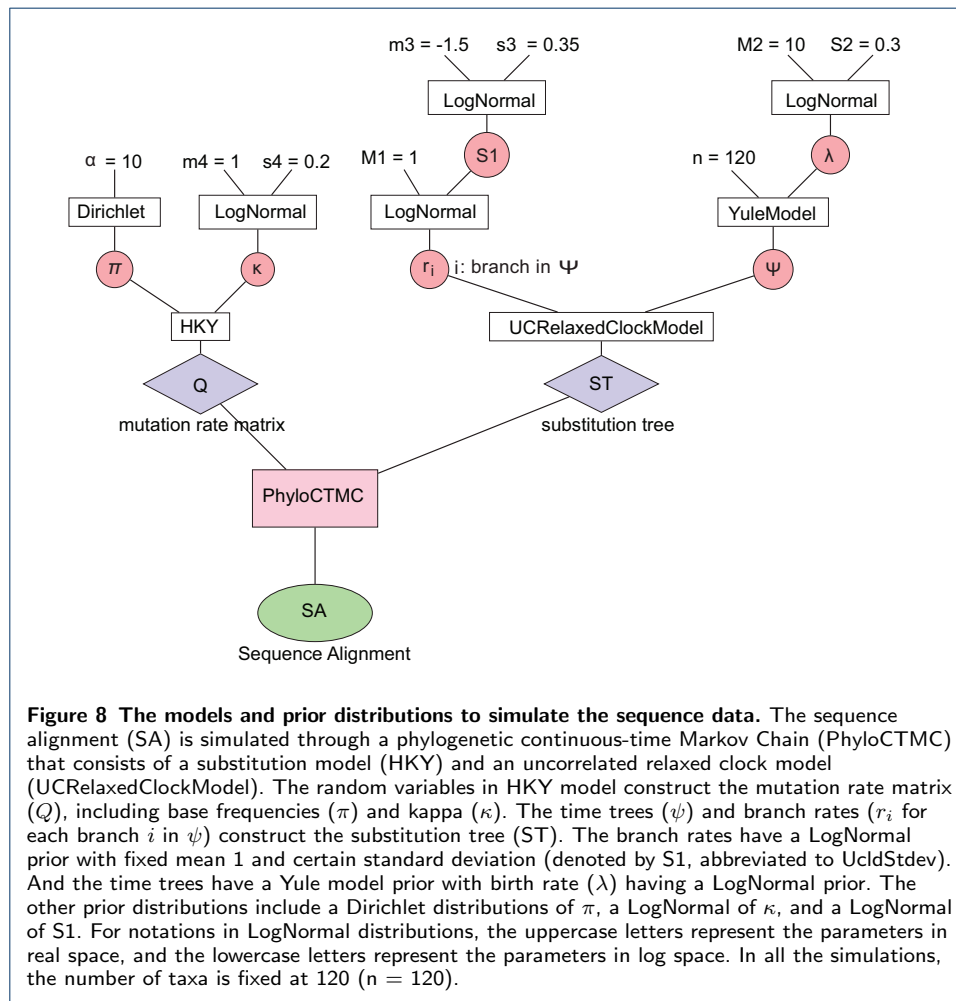 m3 = -1.5 s3 = 0.35
M2 = 10 S2 = 0.3
LogNormal
LogNormal
α = 10
m4 = 1 s4 = 0.2
M1 = 1
S1
n = 120
λ
Dirichlet
LogNormal
LogNormal
YuleModel
π
κ
ri i: branch in Ψ
Ψ
HKY
UCRelaxedClockModel
Q
ST
mutation rate matrix
substitution tree
PhyloCTMC
SA
Sequence Alignment
Figure 8 The models and prior distributions to simulate the sequence data. The sequence
alignment (SA) is simulated through a phylogenetic continuous-time Markov Chain (PhyloCTMC)
that consists of a substitution model (HKY) and an uncorrelated relaxed clock model
(UCRelaxedClockModel). The random variables in HKY model construct the mutation rate matrix
(Q), including base frequencies (π) and kappa (κ). The time trees (ψ) and branch rates (ri for
each branch i in ψ) construct the substitution tree (ST). The branch rates have a LogNormal
prior with fixed mean 1 and certain standard deviation (denoted by S1, abbreviated to UcldStdev).
And the time trees have a Yule model prior with birth rate (λ) having a LogNormal prior. The
other prior distributions include a Dirichlet distributions of π, a LogNormal of κ, and a LogNormal
of S1. For notations in LogNormal distributions, the uppercase letters represent the parameters in
real space, and the lowercase letters represent the parameters in log space. In all the simulations,
the number of taxa is fixed at 120 (n = 120).